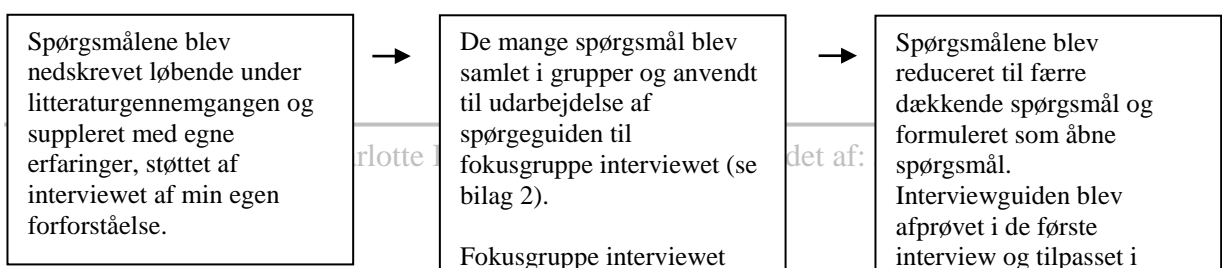 Spørgsmålene blev
nedskrevet løbende under
litteraturgennemgangen og
suppleret med egne
erfaringer, støttet af
interviewet af min egen
forforståelse.
De mange spørgsmål blev
samlet i grupper og anvendt
til udarbejdelse af
spørgeguiden til
fokusgruppe interviewet (se
bilag 2).
Fokusgruppe interviewet
Spørgsmålene blev
reduceret til færre
dækkende spørgsmål og
formuleret som åbne
spørgsmål.
Interviewguiden blev
afprøvet i de første
interview og tilpasset i
af: